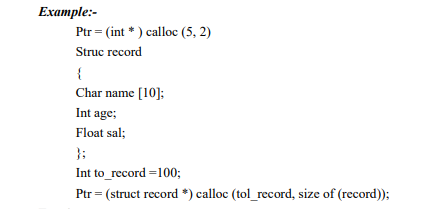 Example:-
Ptr = (int * ) calloc (5, 2)
Struc record
{
Char name [10];
Int age;
Float sal;
};
Int to_record =100;
Ptr = (struct record *) calloc (tol_record, size of (record));